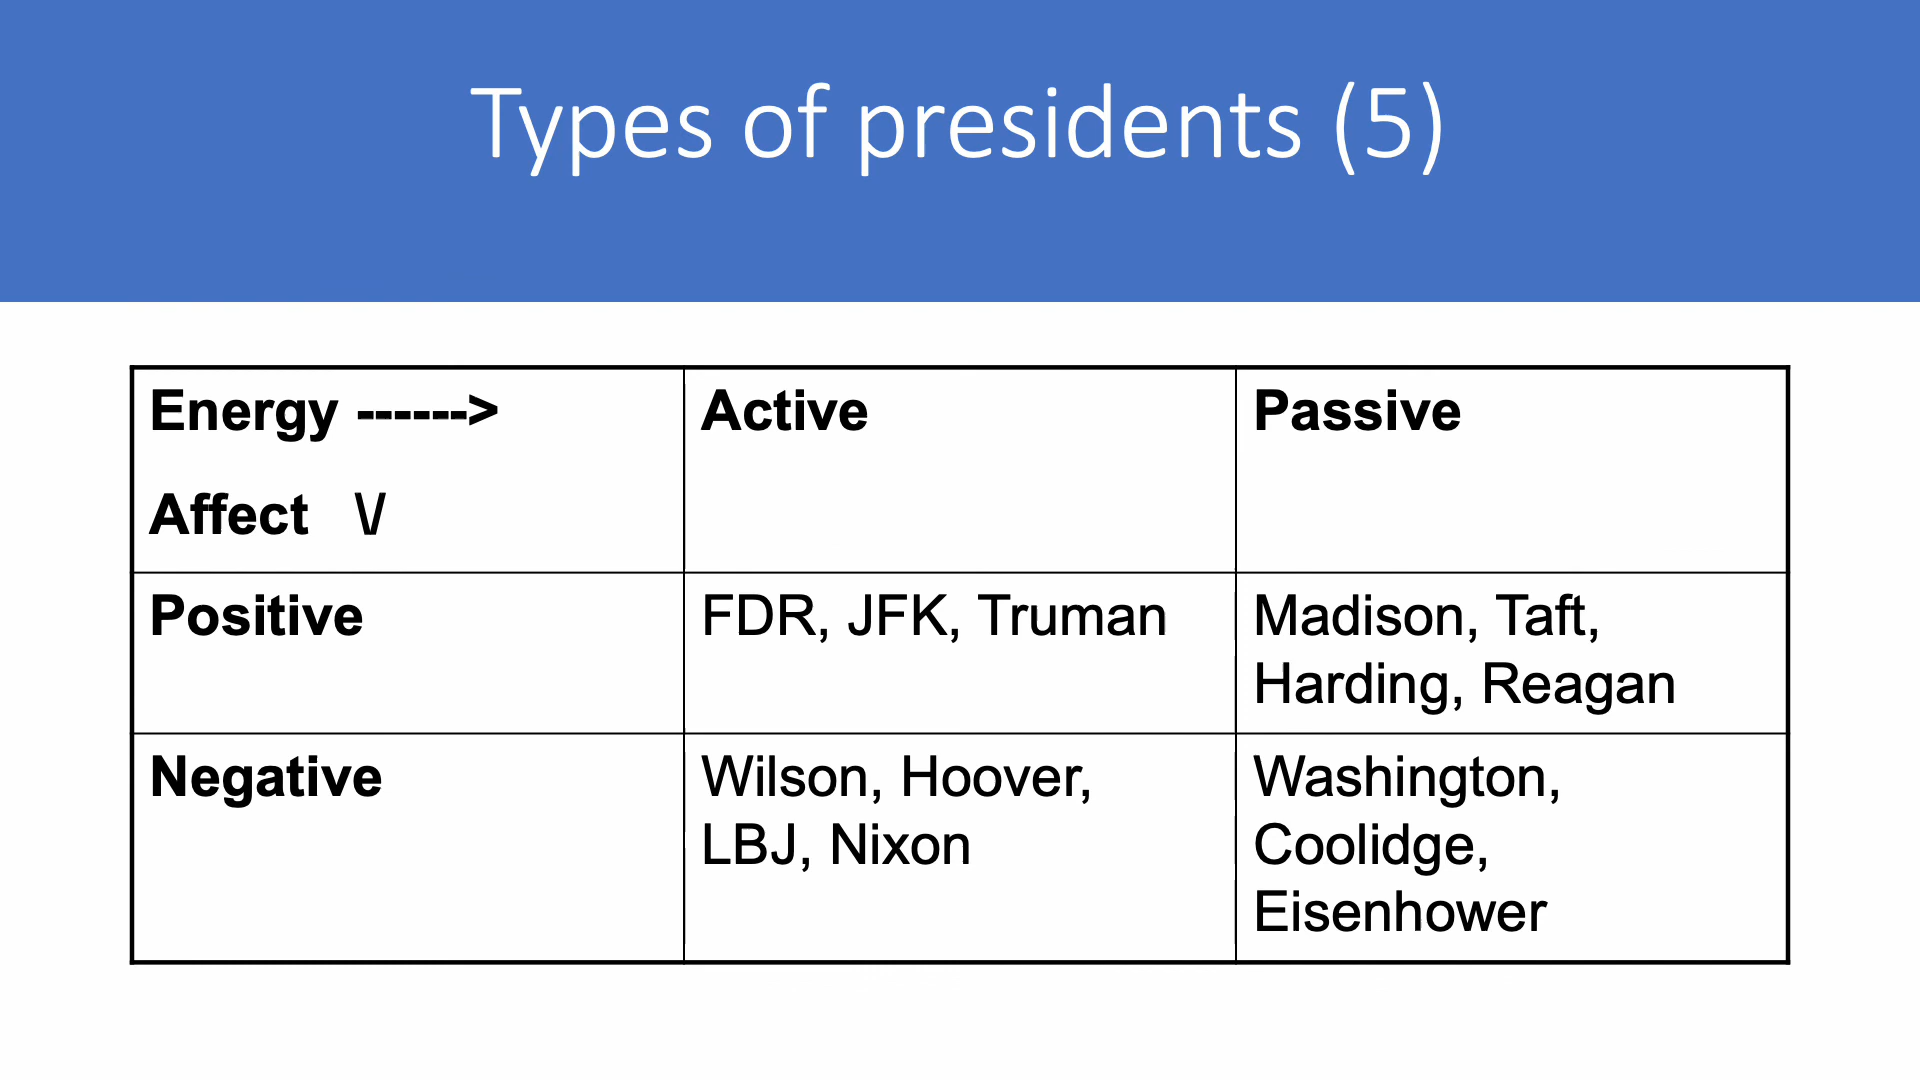 Types of presidents (5)
Energy ------> Active Passive
Affect \/
Positive FDR, JFK, Truman Madison, Taft,
Harding, Reagan
Negative Wilson, Hoover, Washington,
LBJ, Nixon Coolidge,
Eisenhower